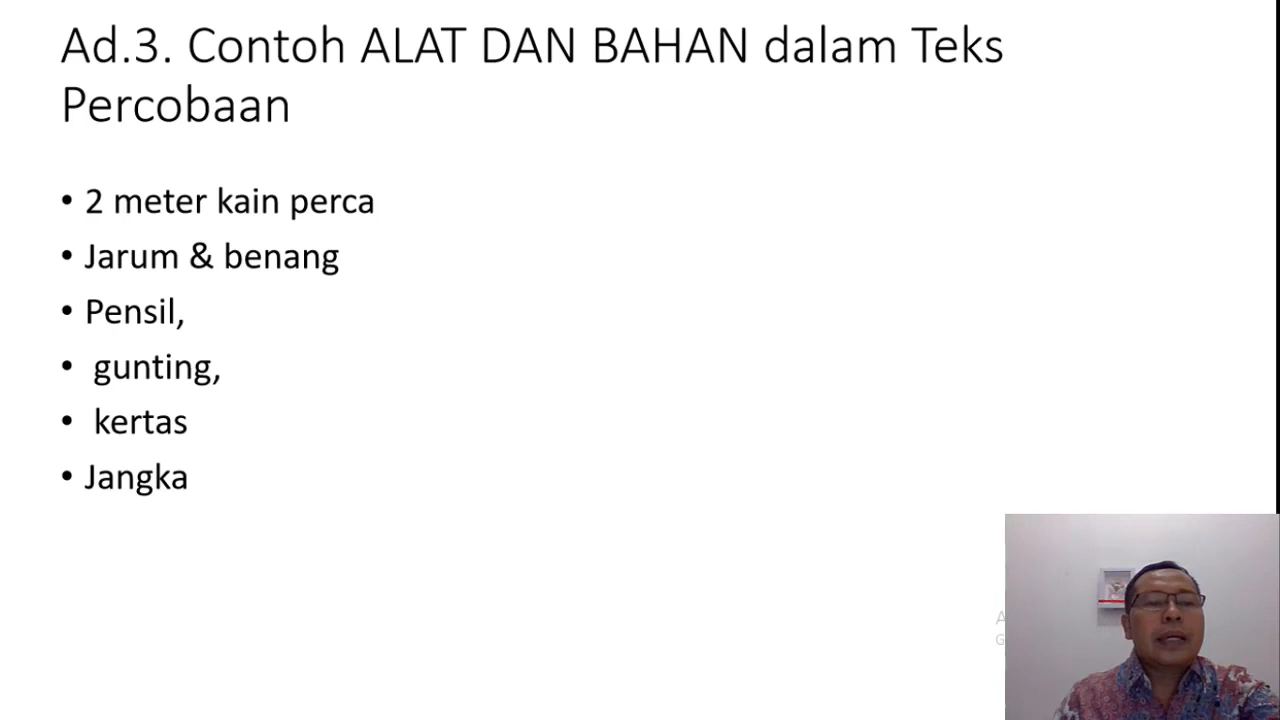 Ad.3. Contoh ALAT DAN BAHAN dalam Teks
Percobaan
• 2 meter kain perca
• Jarum & benang
• Pensil,
• gunting,
• kertas
• Jangka